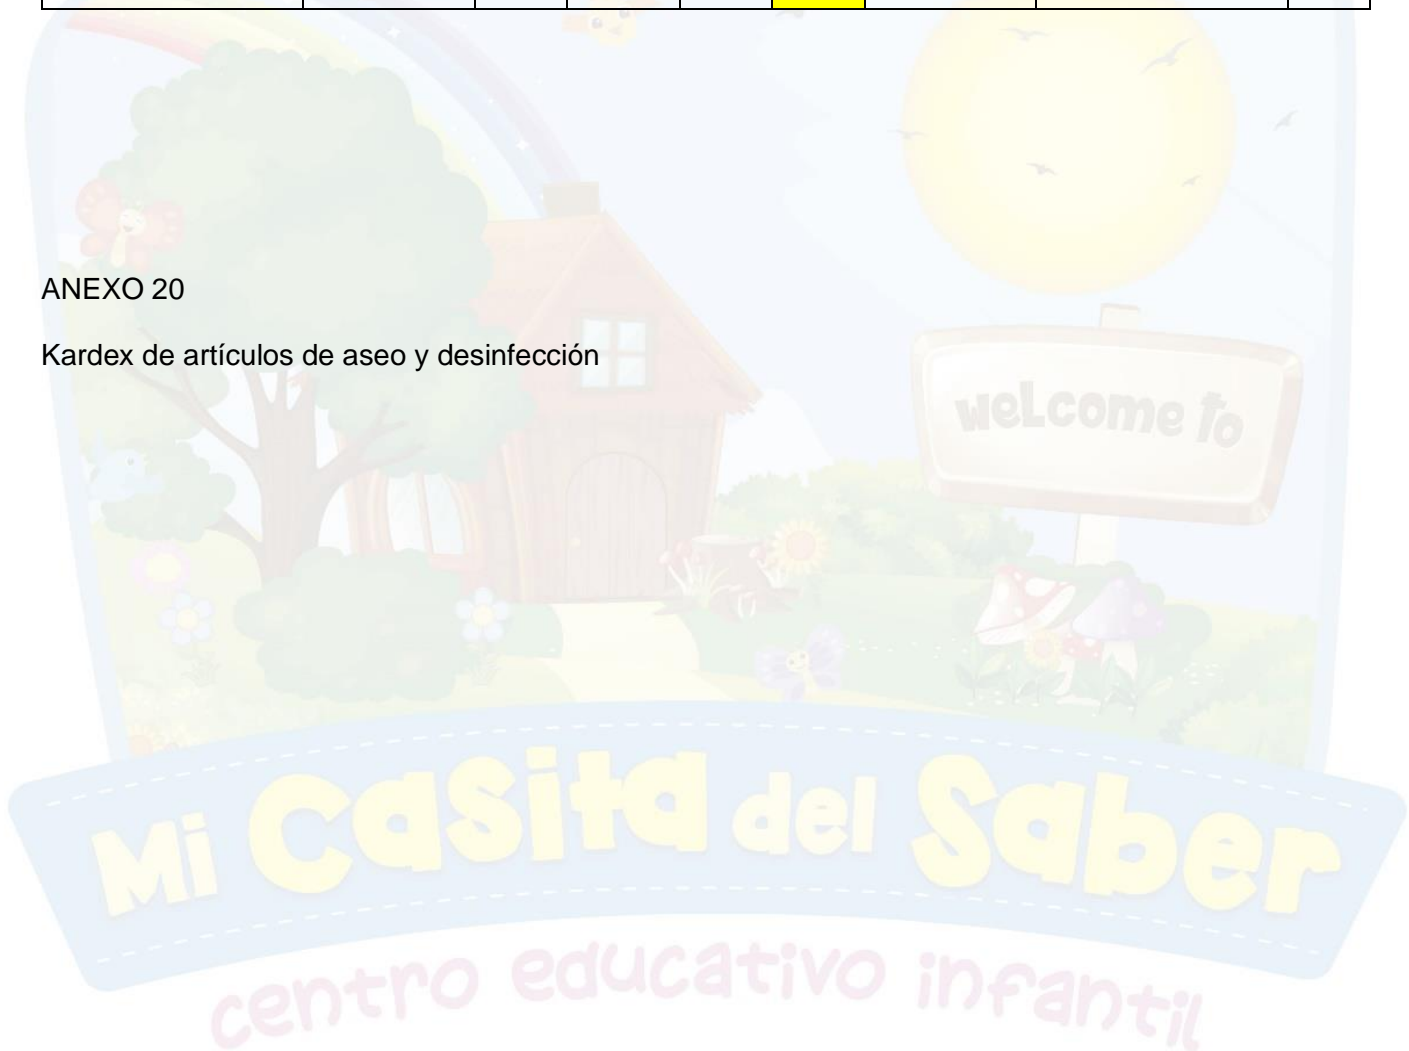 ANEXO 20
Kardex de artículos de aseo y desinfección
weLcome To
Mi Casita del Saber
centro educativo infantil